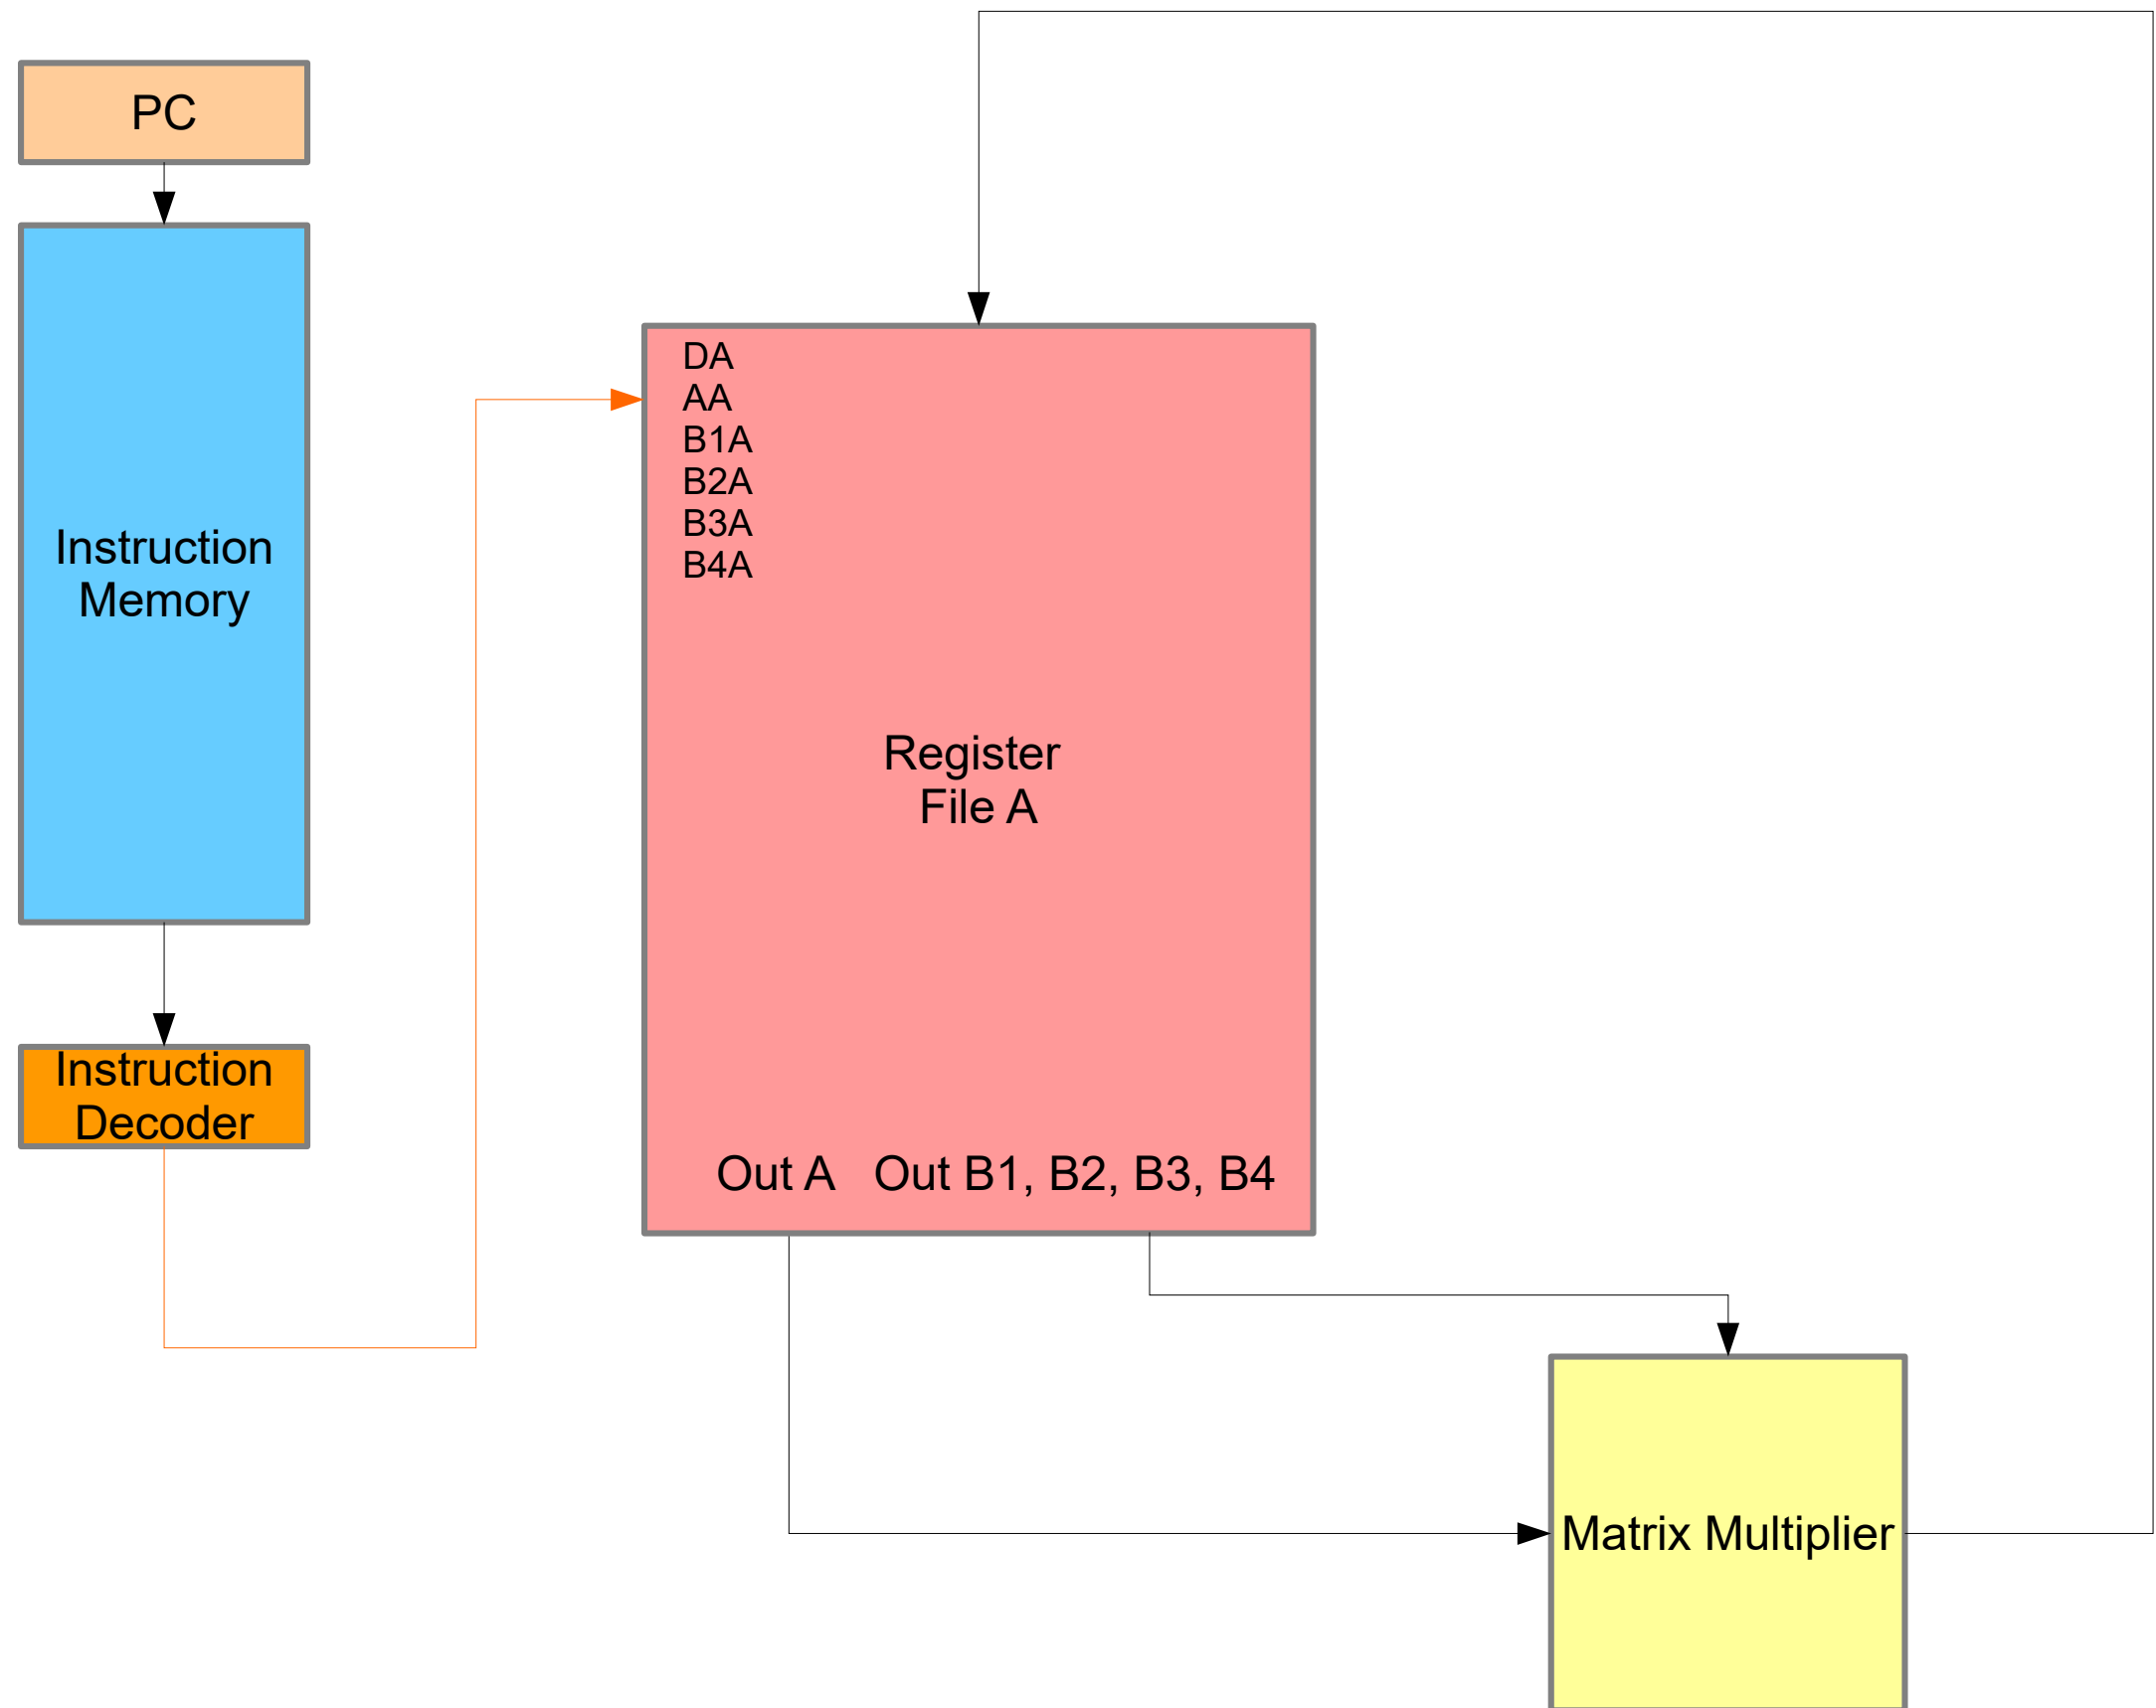 PC
Instruction
Memory
Instruction
Decoder
DA
AA
B1A
B2A
B3A
B4A
Register
File A
Out A Out B1, B2, B3, B4
Matrix Multiplier